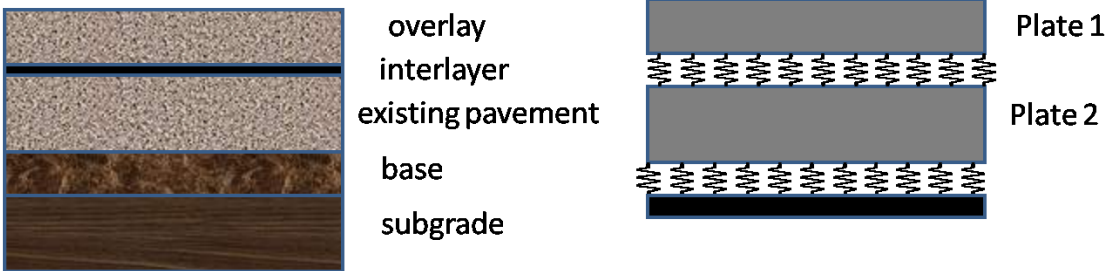 overlay
interlayer
existing pavement
base
subgrade
Plate 1
Plate 2